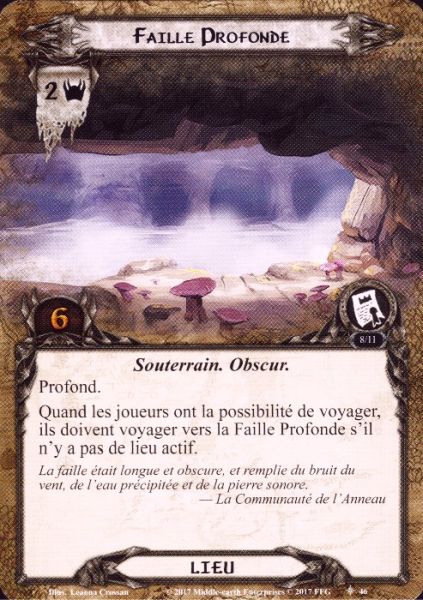 Faille Profonde
2
6
8/11
Souterrain. Obscur.
Profond.
Quand les joueurs ont la possibilité de voyager,
ils doivent voyager vers la Faille Profonde s'il
n'y a pas de lieu actif.
La faille était longue et obscure, et remplie du bruit du
vent, de l'eau précipitée et de la pierre sonore.
— La Communauté de l'Anneau
LIEU
Illus. Leanna Crossan
© 2017 Middle-earth Enterprises © 2017 FFG
46